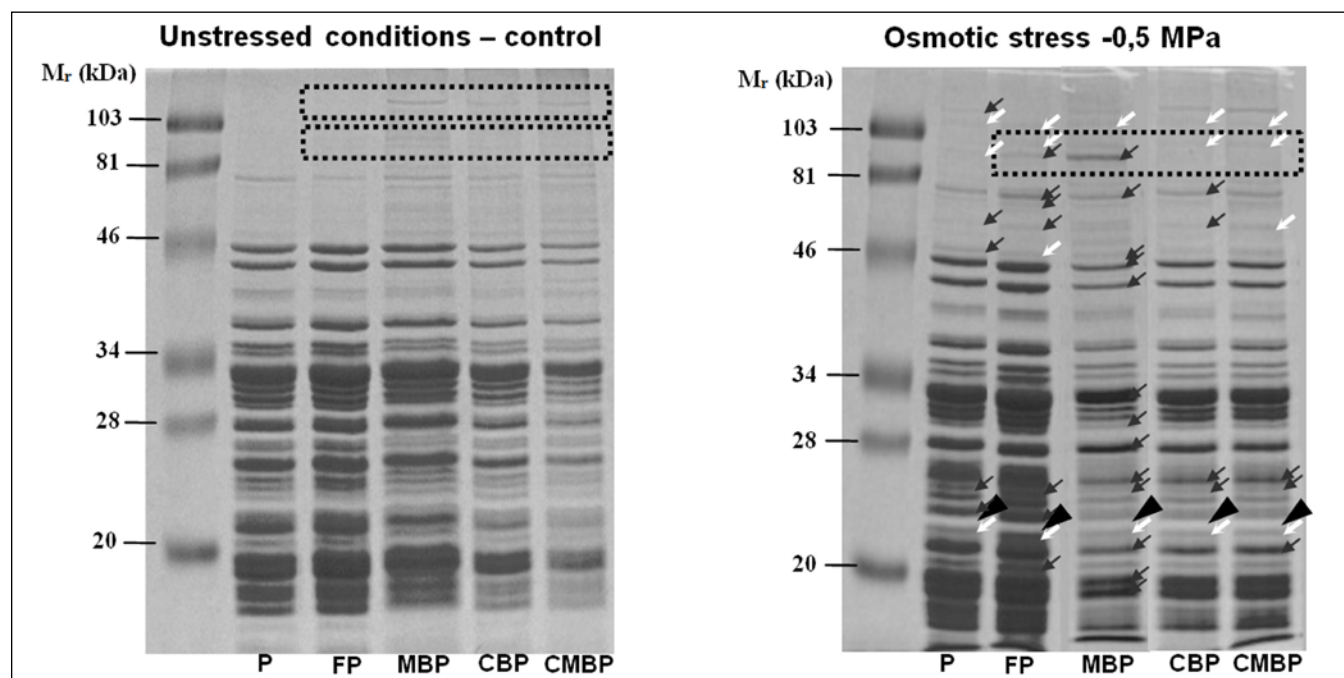 Unstressed conditions – control
Mr (kDa)
103
81
46
34
28
20
P FP MBP CBP CMBP
Osmotic stress -0,5 MPa
Mr (kDa)
103
81
46
34
28
20
P FP MBP CBP CMBP